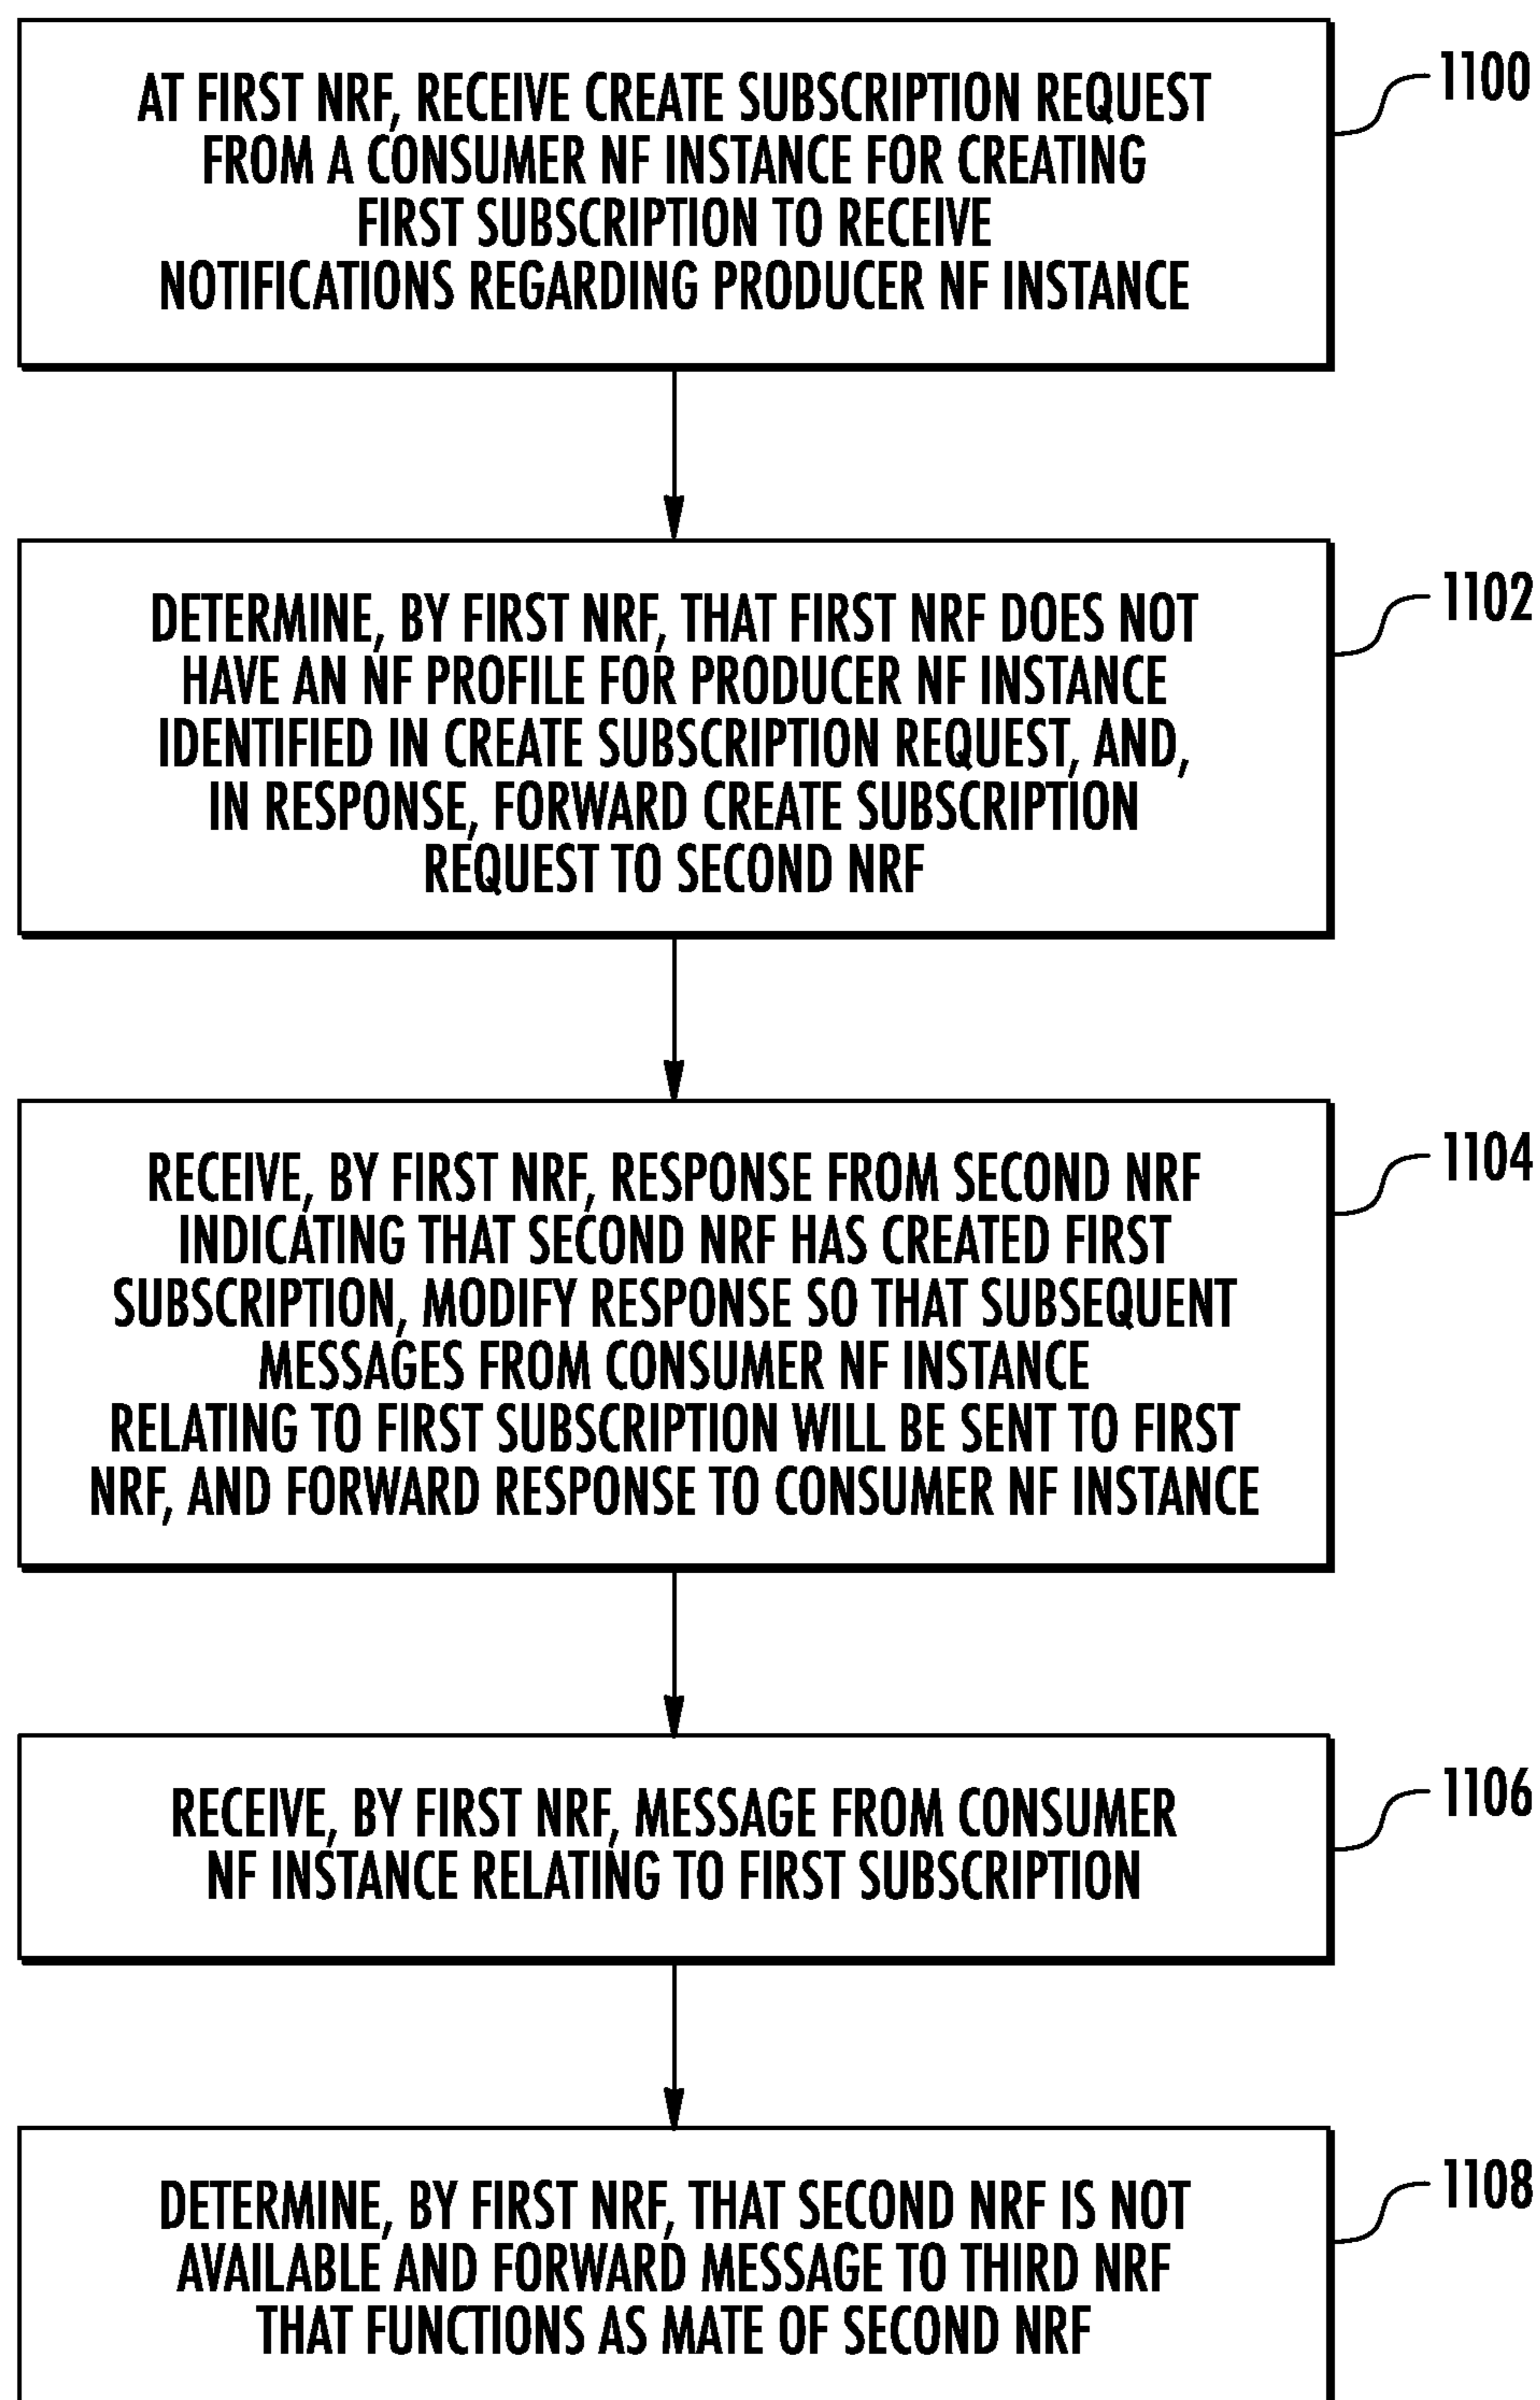 AT FIRST NRF, RECEIVE CREATE SUBSCRIPTION REQUEST
FROM A CONSUMER NF INSTANCE FOR CREATING
FIRST SUBSCRIPTION TO RECEIVE
NOTIFICATIONS REGARDING PRODUCER NF INSTANCE
1100
DETERMINE, BY FIRST NRF, THAT FIRST NRF DOES NOT
HAVE AN NF PROFILE FOR PRODUCER NF INSTANCE
IDENTIFIED IN CREATE SUBSCRIPTION REQUEST, AND,
IN RESPONSE, FORWARD CREATE SUBSCRIPTION
REQUEST TO SECOND NRF
1102
RECEIVE, BY FIRST NRF, RESPONSE FROM SECOND NRF
INDICATING THAT SECOND NRF HAS CREATED FIRST
SUBSCRIPTION, MODIFY RESPONSE SO THAT SUBSEQUENT
MESSAGES FROM CONSUMER NF INSTANCE
RELATING TO FIRST SUBSCRIPTION WILL BE SENT TO FIRST
NRF, AND FORWARD RESPONSE TO CONSUMER NF INSTANCE
1104
RECEIVE, BY FIRST NRF, MESSAGE FROM CONSUMER
NF INSTANCE RELATING TO FIRST SUBSCRIPTION
1106
DETERMINE, BY FIRST NRF, THAT SECOND NRF IS NOT
AVAILABLE AND FORWARD MESSAGE TO THIRD NRF
THAT FUNCTIONS AS MATE OF SECOND NRF
1108